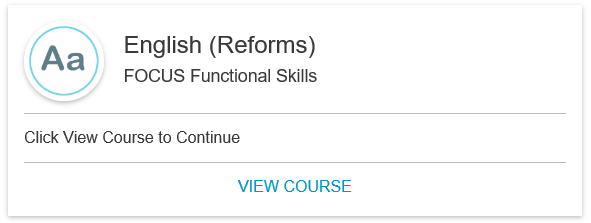 Aa
English (Reforms)
FOCUS Functional Skills
Click View Course to Continue
VIEW COURSE